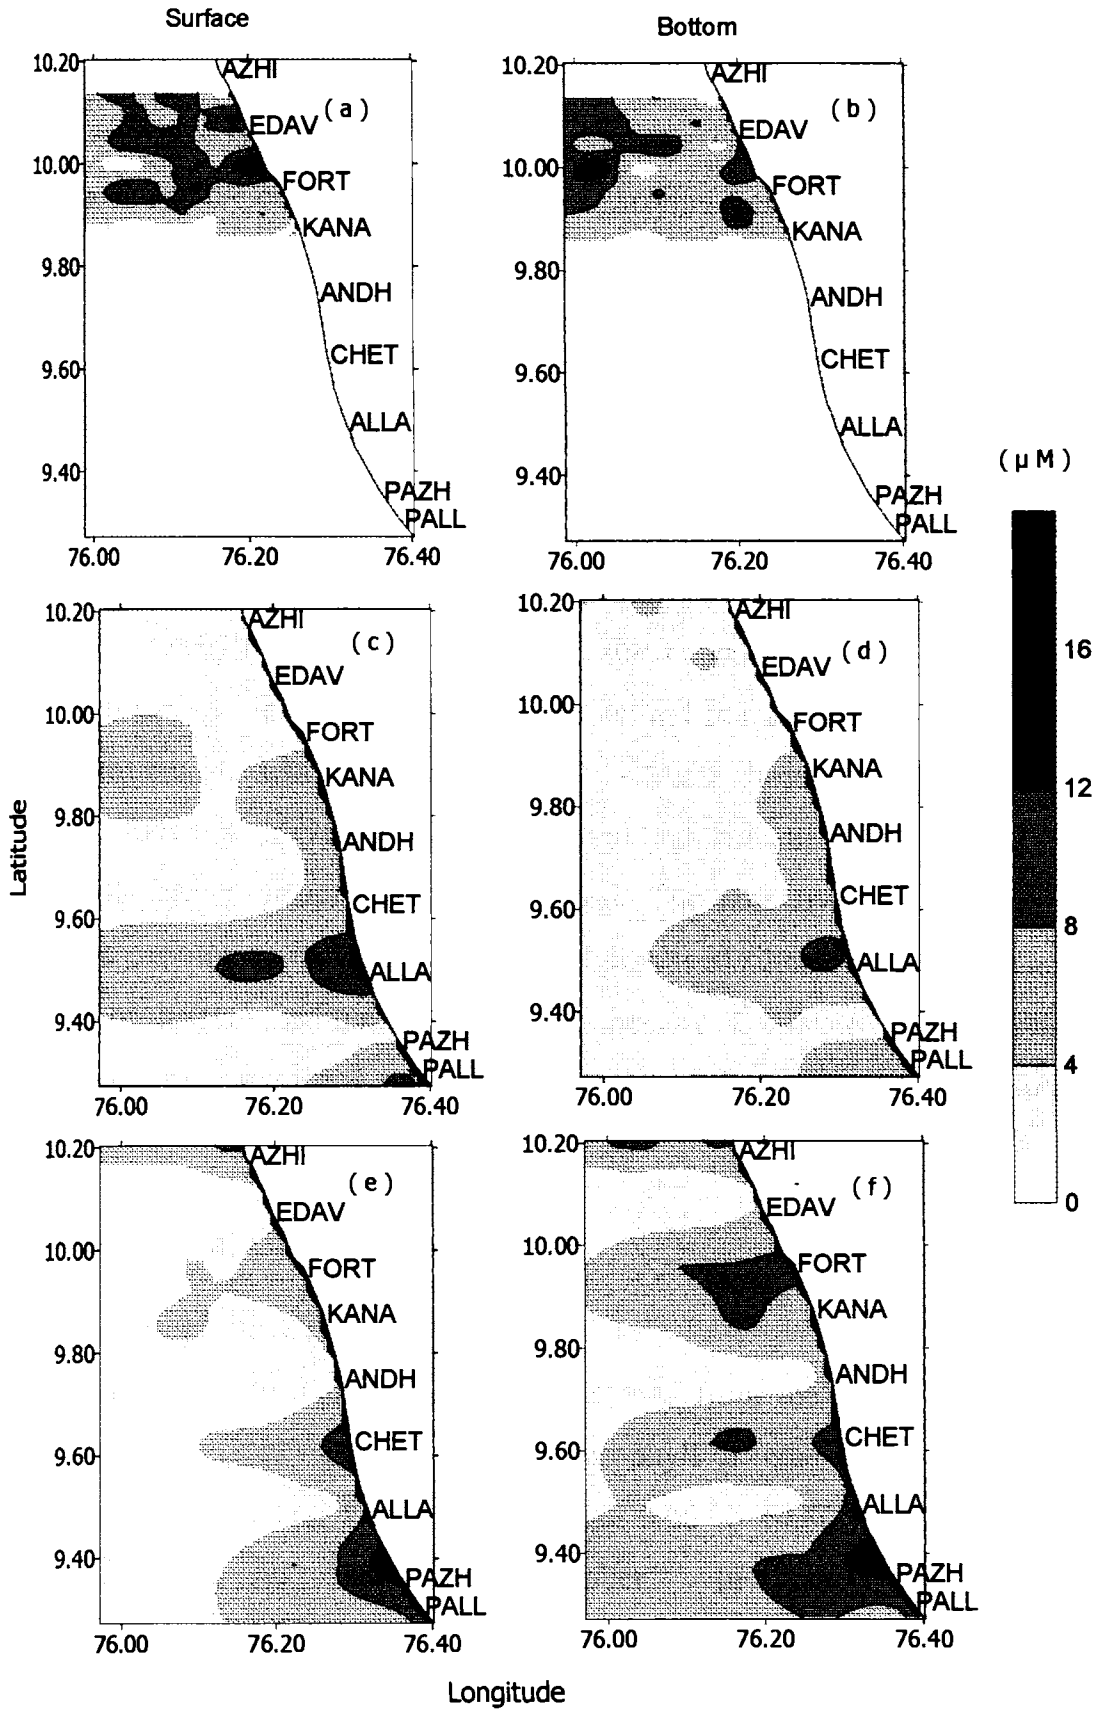 Surface
Bottom
10.20
AZHI
(a)
EDAV
10.00
FORT
KANA
9.80
ANDH
9.60
CHET
ALLA
9.40
PAZH
PALL
76.00 76.20 76.40
10.20
AZHI
(b)
EDAV
10.00
FORT
KANA
9.80
ANDH
9.60
CHET
ALLA
9.40
PAZH
PALL
76.00 76.20 76.40
10.20
AZHI
(c)
EDAV
10.00
FORT
KANA
9.80
ANDH
9.60
CHET
ALLA
9.40
PAZH
PALL
76.00 76.20 76.40
10.20
AZHI
(d)
EDAV
10.00
FORT
KANA
9.80
ANDH
9.60
CHET
ALLA
9.40
PAZH
PALL
76.00 76.20 76.40
10.20
AZHI
(e)
EDAV
10.00
FORT
KANA
9.80
ANDH
9.60
CHET
ALLA
9.40
PAZH
PALL
76.00 76.20 76.40
10.20
AZHI
(f)
EDAV
10.00
FORT
KANA
9.80
ANDH
9.60
CHET
ALLA
9.40
PAZH
PALL
76.00 76.20 76.40
Latitude
Longitude
(μM)
16
12
8
4
0